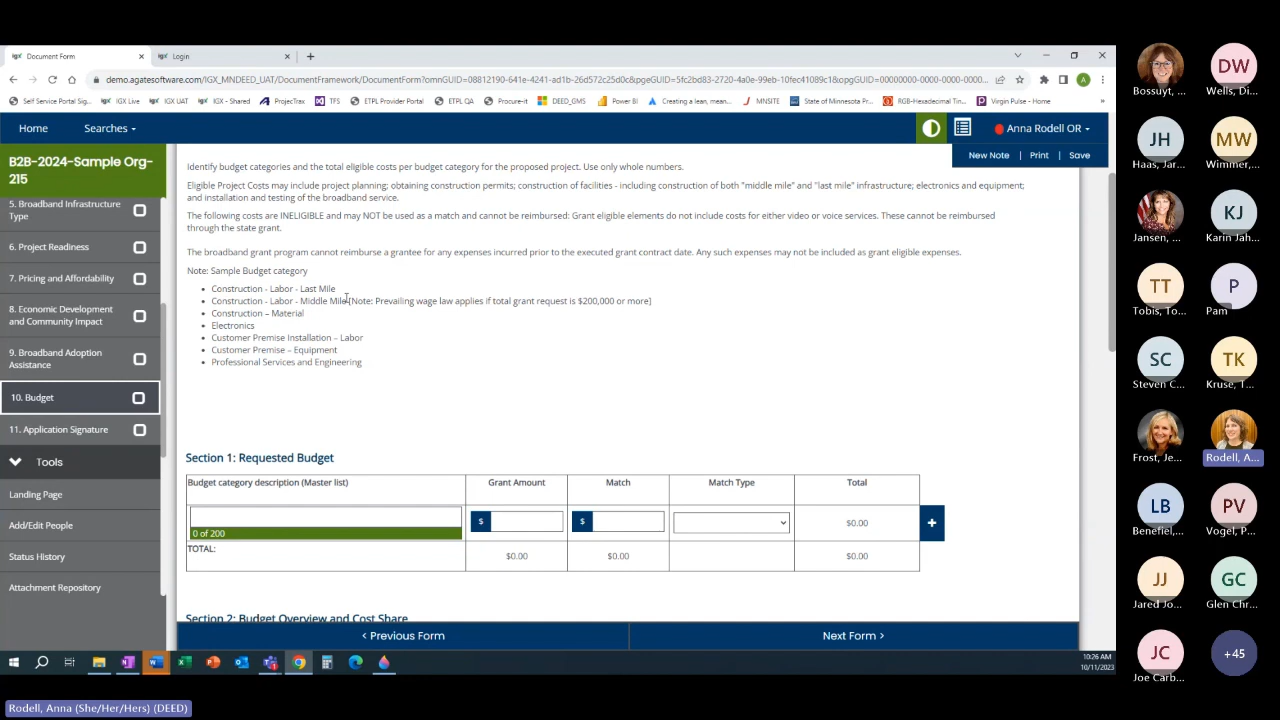 Document Form
Login
demo.agatesoftware.com/IGX_MNDEED_UAT/DocumentFramework/DocumentForm?omnGUID=08812190-641e-4241-ad1b-26d572c25d0c&pgeGUID=5fc2bd83-2720-4a0e-99eb-10fec41089c1&opgGUID=00000000-0000-0000-0000...
A
Self Service Portal Sig...
IGX Live
IGX UAT
IGX - Shared
ProjecTrax
TFS
ETPL Provider Portal
ETPL QA
Procure-it
DEED_GMS
Power BI
Creating a lean, mean...
MNSITE
State of Minnesota Pr...
RGB-Hexadecimal Tin...
Virgin Pulse - Home
Home
Searches
Anna Rodell OR
New Note
Print
Save
B2B-2024-Sample Org-
215
5. Broadband Infrastructure
Type
6. Project Readiness
7. Pricing and Affordability
8. Economic Development
and Community Impact
9. Broadband Adoption
Assistance
10. Budget
11. Application Signature
Tools
Landing Page
Add/Edit People
Status History
Attachment Repository
Identify budget categories and the total eligible costs per budget category for the proposed project. Use only whole numbers.
Eligible Project Costs may include project planning; obtaining construction permits; construction of facilities - including construction of both "middle mile" and "last mile" infrastructure; electronics and equipment;
and installation and testing of the broadband service.
The following costs are INELIGIBLE and may NOT be used as a match and cannot be reimbursed: Grant eligible elements do not include costs for either video or voice services. These cannot be reimbursed
through the state grant.
The broadband grant program cannot reimburse a grantee for any expenses incurred prior to the executed grant contract date. Any such expenses may not be included as grant eligible expenses.
Note: Sample Budget category
• Construction - Labor - Last Mile
• Construction - Labor - Middle Mile [Note: Prevailing wage law applies if total grant request is $200,000 or more]
• Construction – Material
• Electronics
• Customer Premise Installation – Labor
• Customer Premise – Equipment
• Professional Services and Engineering
Section 1: Requested Budget
Budget category description (Master list)
Grant Amount
Match
Match Type
Total
$
$
$0.00
+
0 of 200
TOTAL:
$0.00
$0.00
$0.00
Section 2: Budget Overview and Cost Share
< Previous Form
Next Form >
10:26 AM
10/11/2023
Bossuyt, ...
DW
Wells, Di...
JH
Haas, Jar...
MW
Wimmer,...
Jansen, ...
KJ
Karin Jah...
TT
Tobis, To...
P
Pam
SC
Steven C...
TK
Kruse, T...
Frost, Je...
Rodell, A...
LB
Benefiel,...
PV
Vogel, P...
JJ
Jared Jo...
GC
Glen Chr...
JC
Joe Carb...
+45
Rodell, Anna (She/Her/Hers) (DEED)